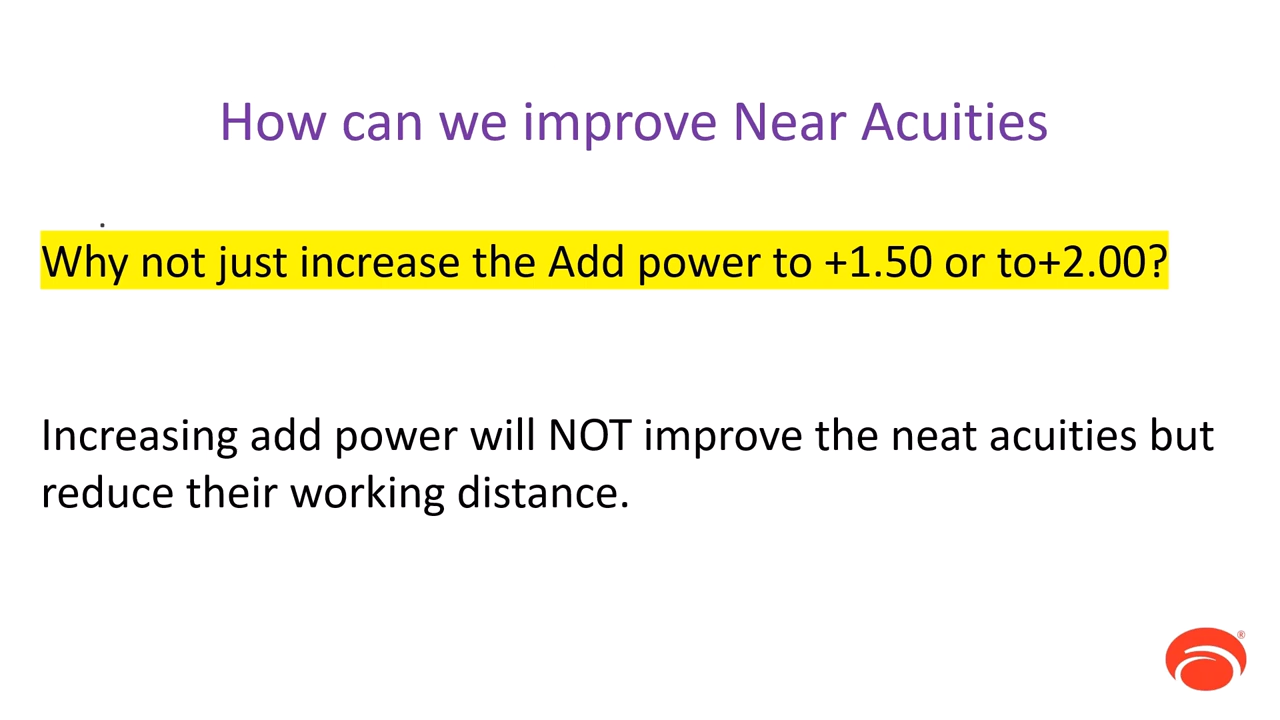 How can we improve Near Acuities
.
Why not just increase the Add power to +1.50 or to+2.00?
Increasing add power will NOT improve the neat acuities but
reduce their working distance.
®